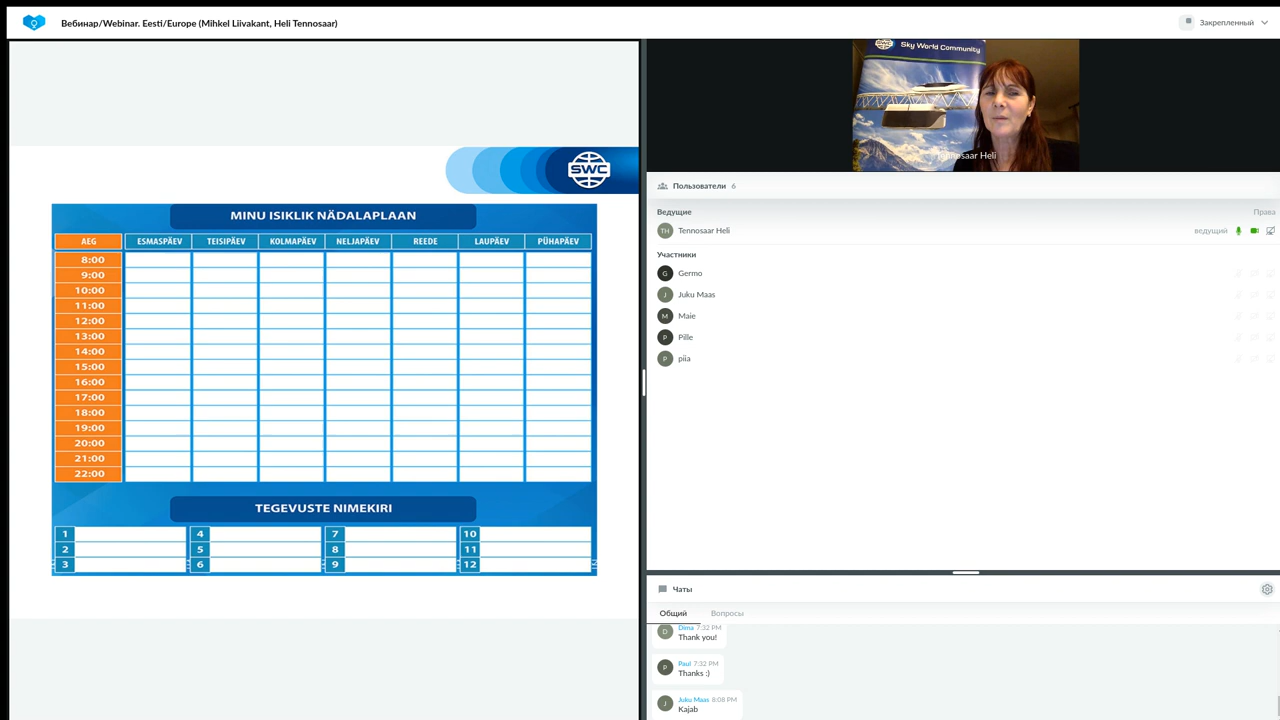 Вебинар/Webinar. Eesti/Europe (Mihkel Liivakant, Heli Tennosaar)
Закрепленный
SWC
MINU ISIKLIK NÄDALAPLAAN
AEG ESMASPÄEV TEISIPÄEV KOLMAPÄEV NELJAPÄEV REEDE LAUPÄEV PÜHAPÄEV
8:00
9:00
10:00
11:00
12:00
13:00
14:00
15:00
16:00
17:00
18:00
19:00
20:00
21:00
22:00
TEGEVUSTE NIMEKIRI
1 4 7 10
2 5 8 11
3 6 9 12
SWC Sky World Community
Heli
Пользователи 6
Ведущие Права
TH Tennosaar Heli ведущий
Участники
G Germo
J Juku Maas
M Maie
P Pille
P piia
Чаты
Общий Вопросы
D Dima 7:32 PM
Thank you!
P Paul 7:32 PM
Thanks :)
J Juku Maas 8:08 PM
Kajab